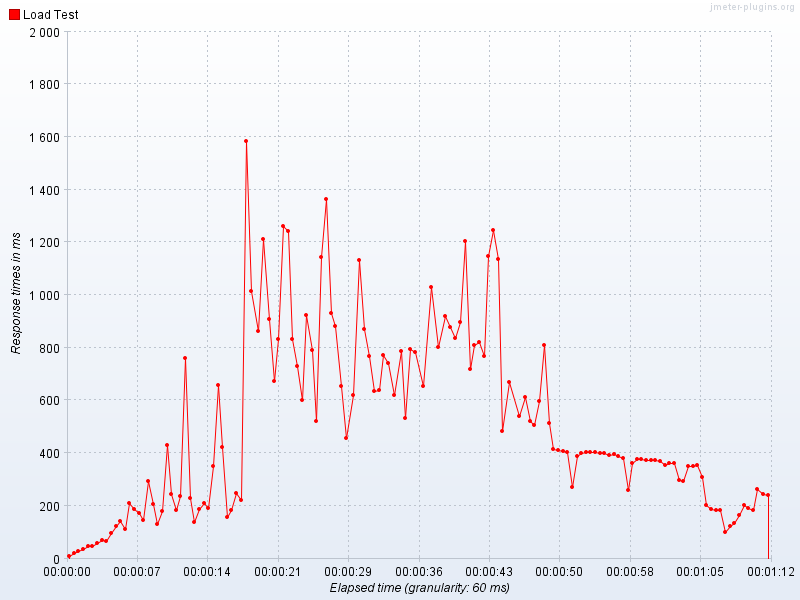 jmeter-plugins.org
Load Test
2 000
1 800
1 600
1 400
1 200
1 000
800
600
400
200
0
Response times in ms
00:00:00 00:00:07 00:00:14 00:00:21 00:00:29 00:00:36 00:00:43 00:00:50 00:00:58 00:01:05 00:01:12
Elapsed time (granularity: 60 ms)